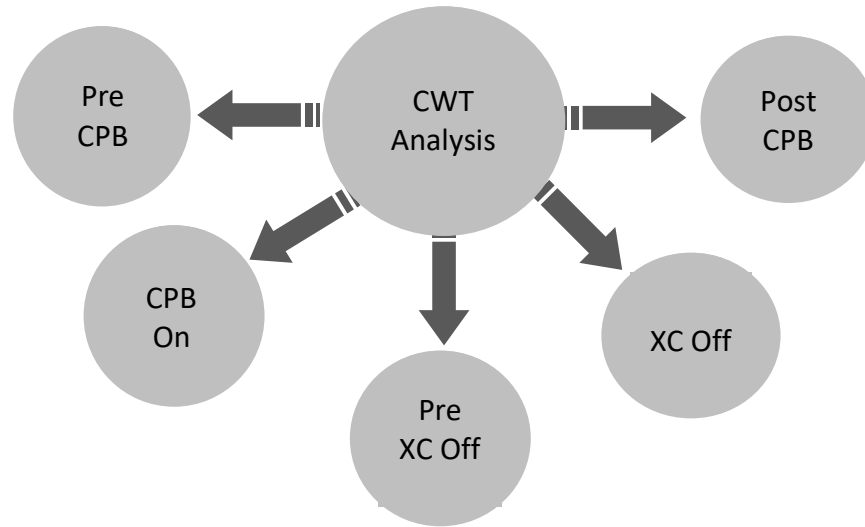 CWT
Analysis
Pre
CPB
CPB
On
Pre
XC Off
XC Off
Post
CPB